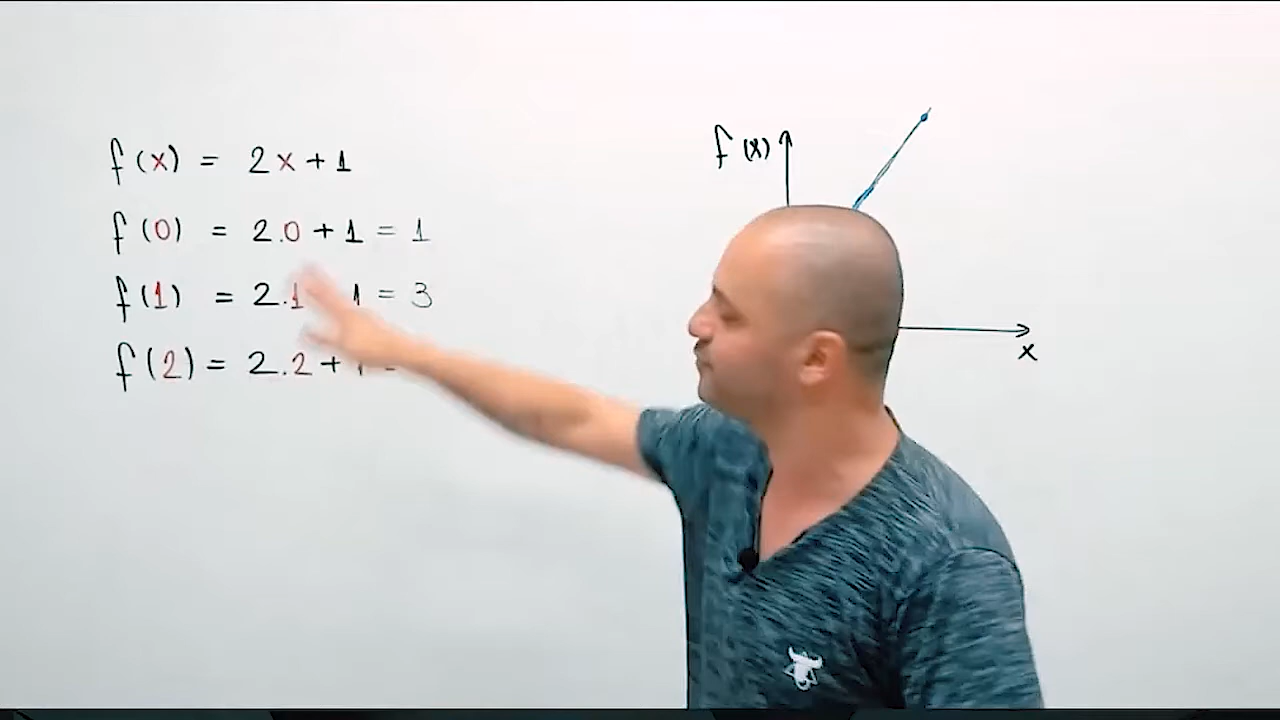 f(x) = 2x+1
f(0) = 2.0+1 = 1
f(1) = 2.1 1 = 3
f(2) = 2.2+
f(x)
x